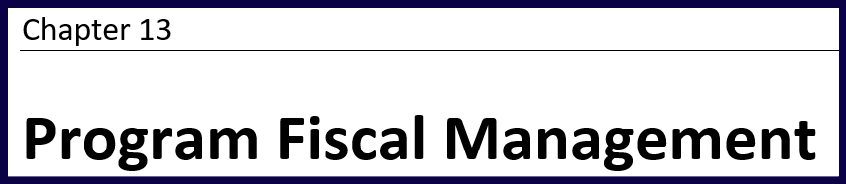 Chapter 13
Program Fiscal Management